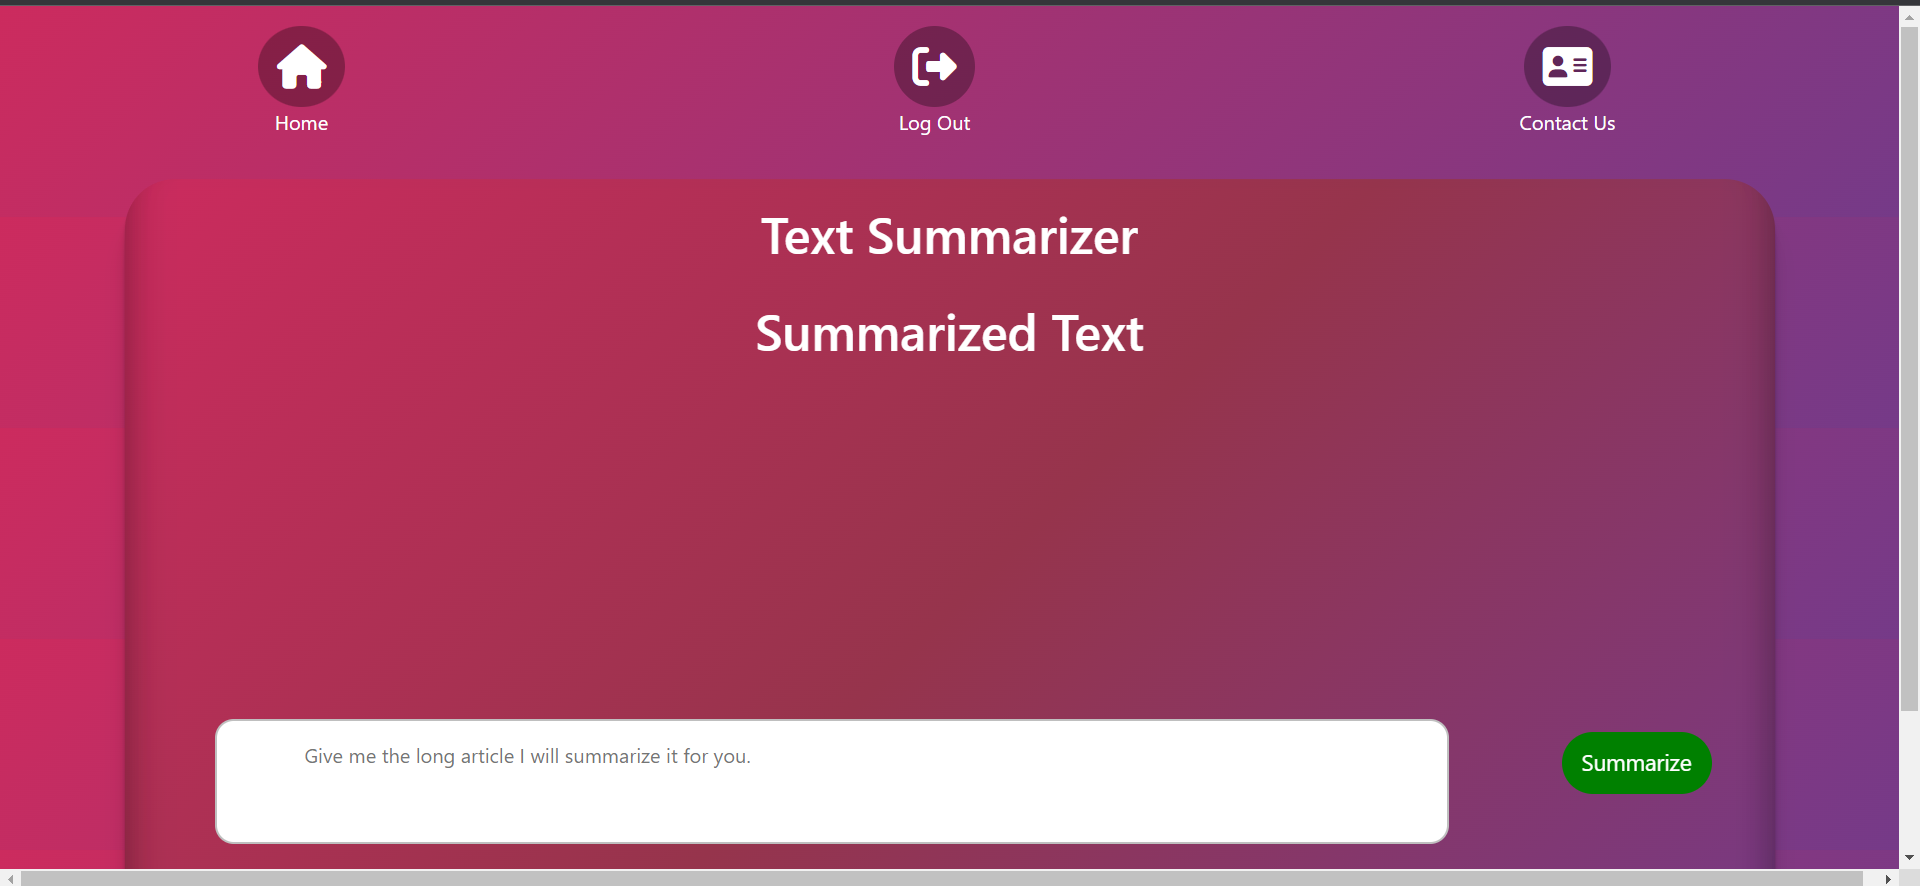 Home
Log Out
Contact Us
Text Summarizer
Summarized Text
Give me the long article I will summarize it for you.
Summarize